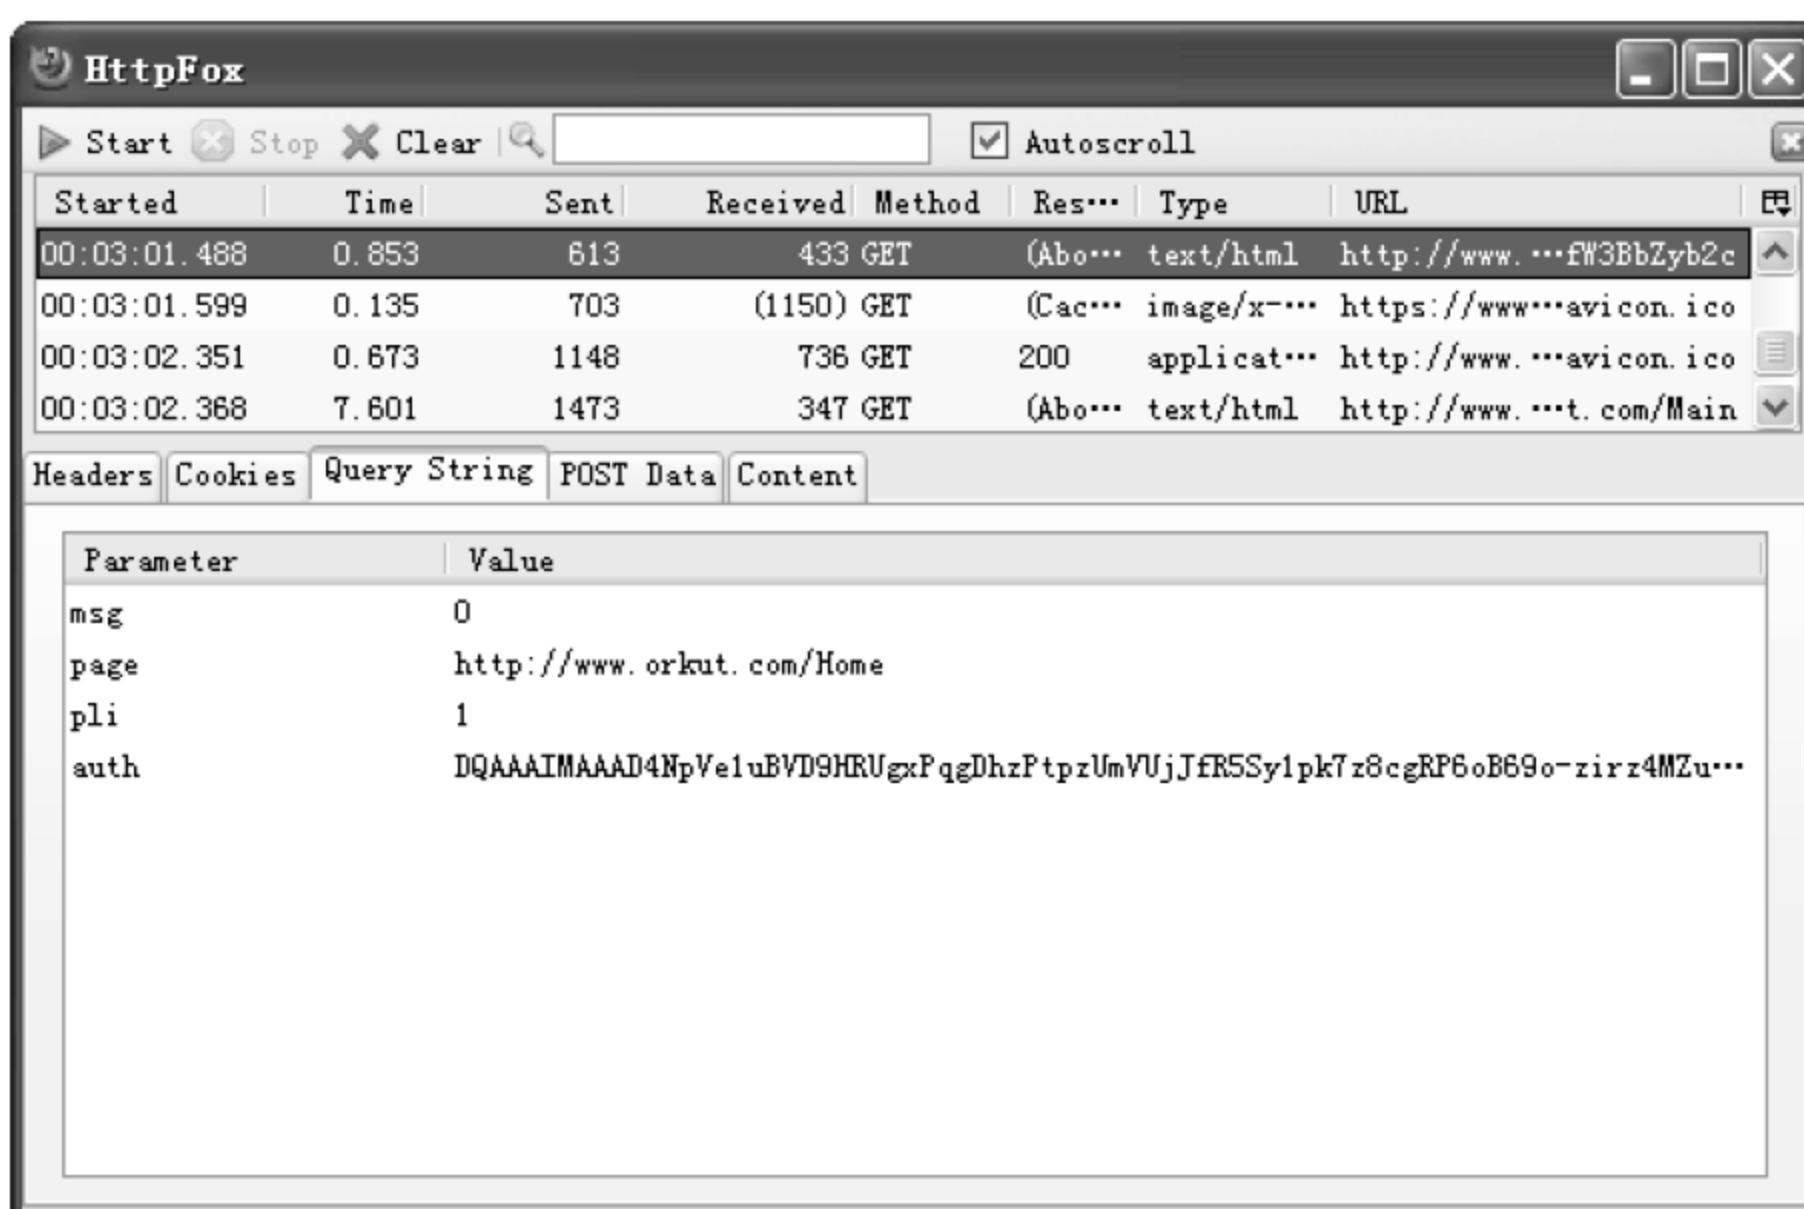 HttpFox
Start Stop Clear Autoscroll
Started Time Sent Received Method Res… Type URL
00:03:01.488 0.853 613 433 GET (Abo… text/html http://www.…fW3BbZyb2c
00:03:01.599 0.135 703 (1150) GET (Cac… image/x-… https://www…avicon.ico
00:03:02.351 0.673 1148 736 GET 200 applicat… http://www.…avicon.ico
00:03:02.368 7.601 1473 347 GET (Abo… text/html http://www.…t.com/Main
Headers Cookies Query String POST Data Content
Parameter Value
msg 0
page http://www.orkut.com/Home
pli 1
auth DQAAAIMAAAD4NpVe1uBVD9HRUgxPqgDhzPtpzUmVUjJfR5Sy1pk7z8cgRP6oB69o-zirz4MZu…